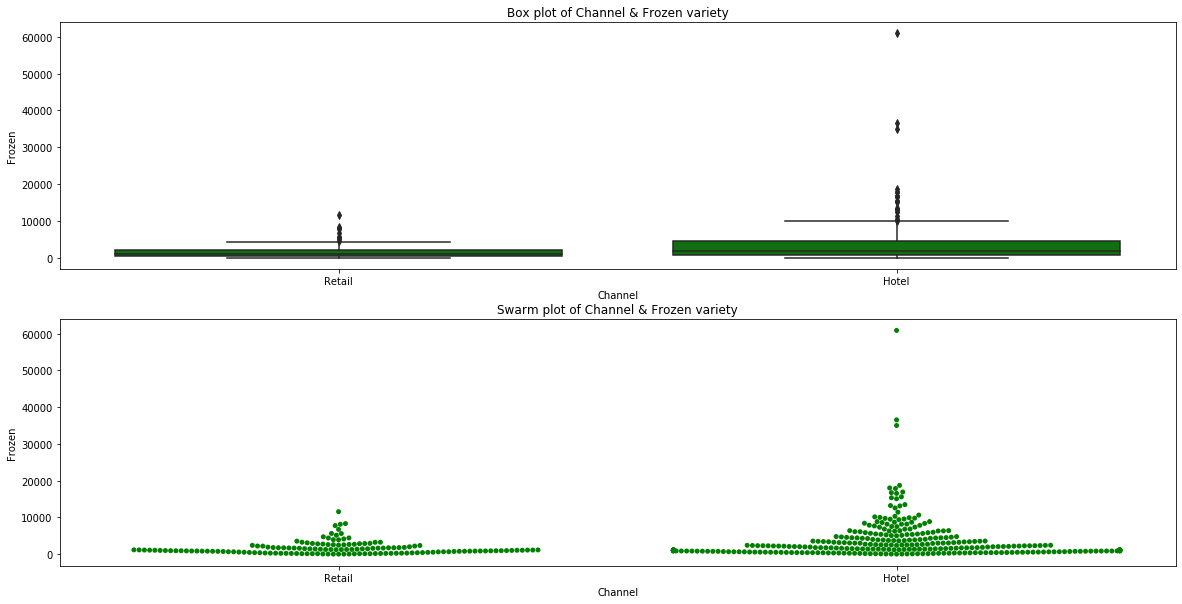 Box plot of Channel & Frozen variety
60000
50000
40000
30000
20000
10000
0
Frozen
Retail
Hotel
Channel
Swarm plot of Channel & Frozen variety
60000
50000
40000
30000
20000
10000
0
Frozen
Retail
Hotel
Channel